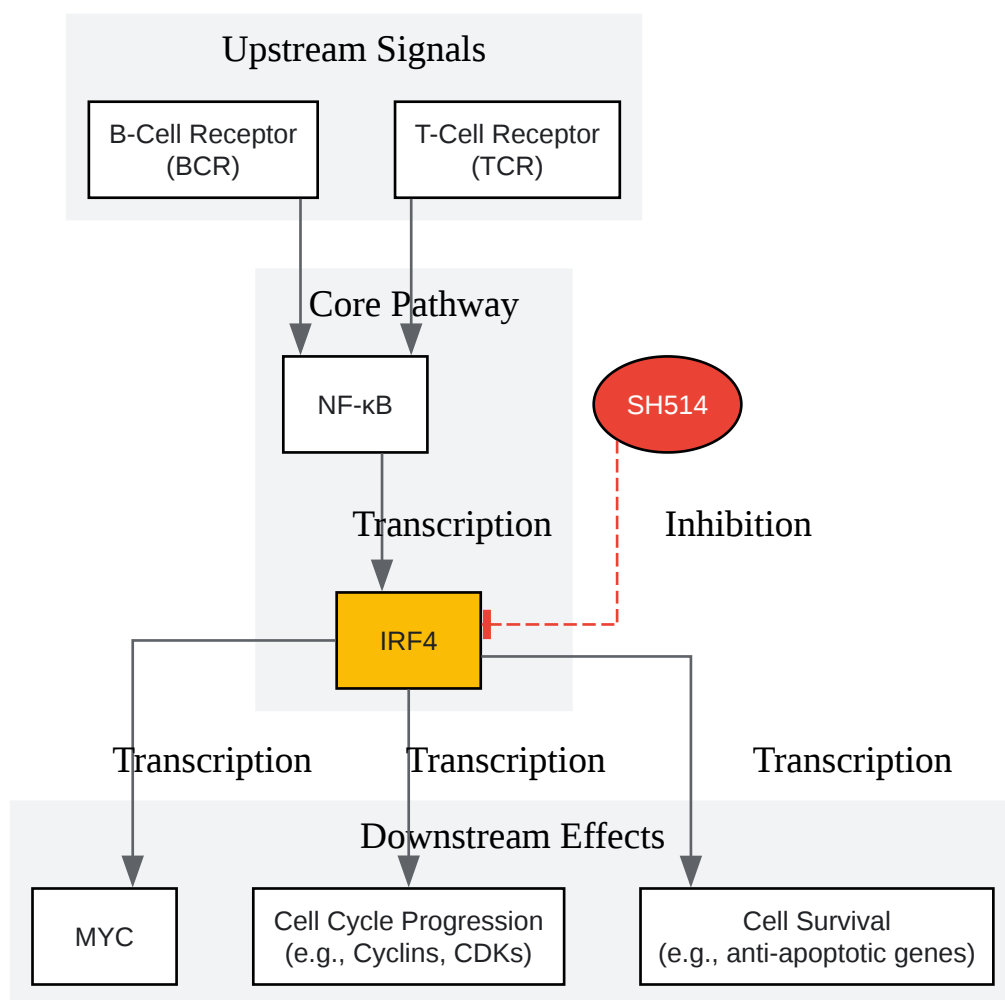 Upstream Signals
B-Cell Receptor
(BCR)
T-Cell Receptor
(TCR)
Core Pathway
NF-κB
SH514
Transcription
Inhibition
IRF4
Transcription
Transcription
Transcription
Downstream Effects
MYC
Cell Cycle Progression
(e.g., Cyclins, CDKs)
Cell Survival
(e.g., anti-apoptotic genes)